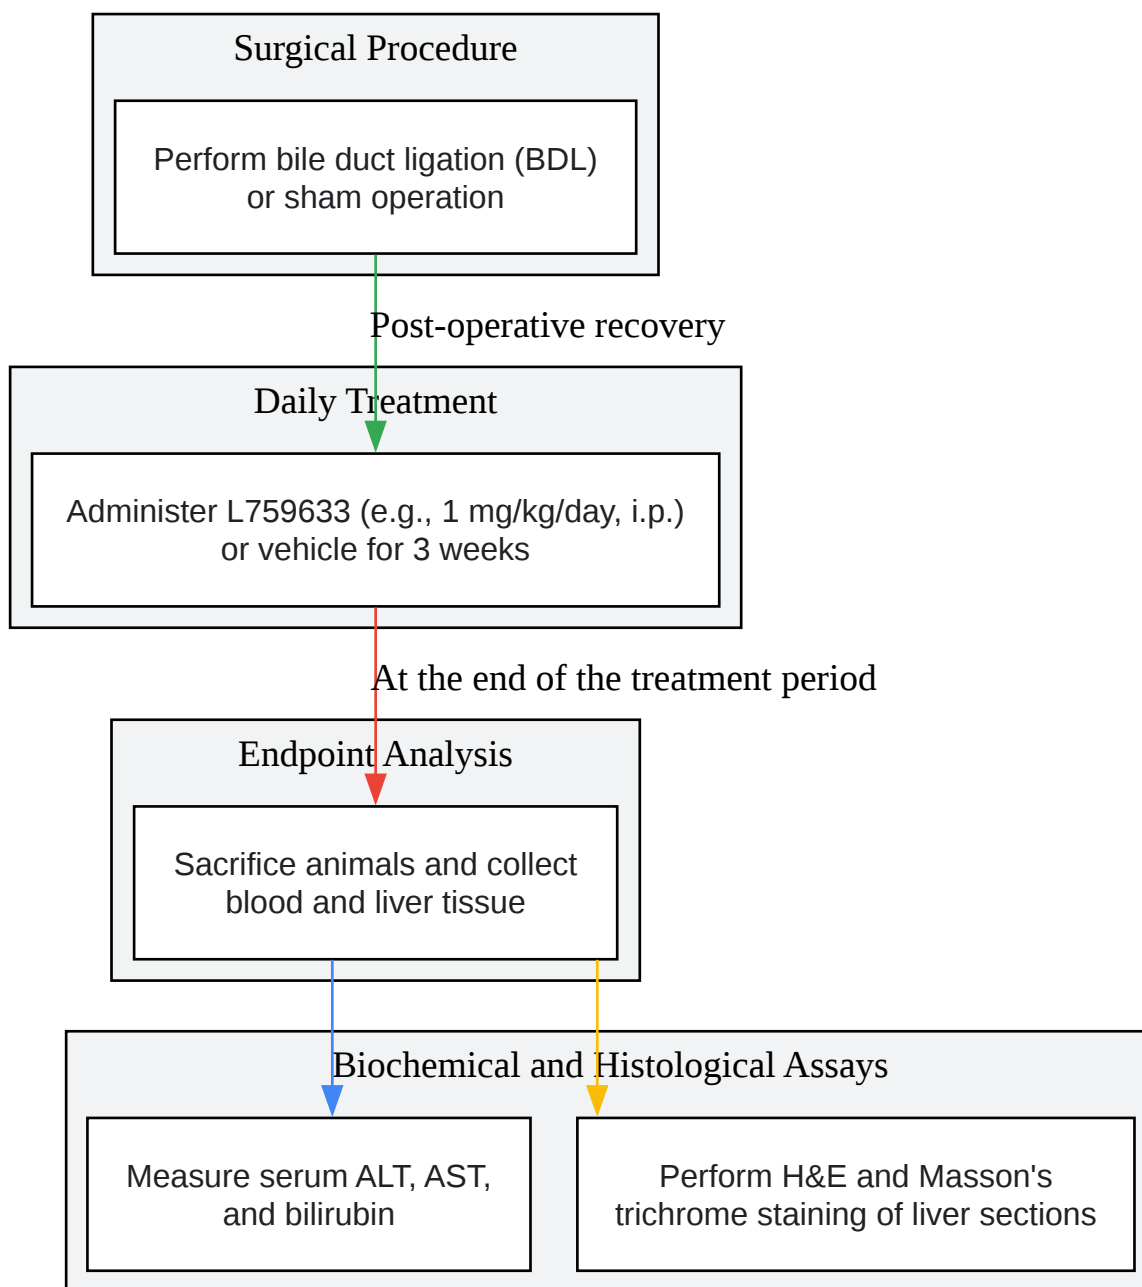 Surgical Procedure
Perform bile duct ligation (BDL)
or sham operation
Post-operative recovery
Daily Treatment
Administer L759633 (e.g., 1 mg/kg/day, i.p.)
or vehicle for 3 weeks
At the end of the treatment period
Endpoint Analysis
Sacrifice animals and collect
blood and liver tissue
Biochemical and Histological Assays
Measure serum ALT, AST,
and bilirubin
Perform H&E and Masson's
trichrome staining of liver sections